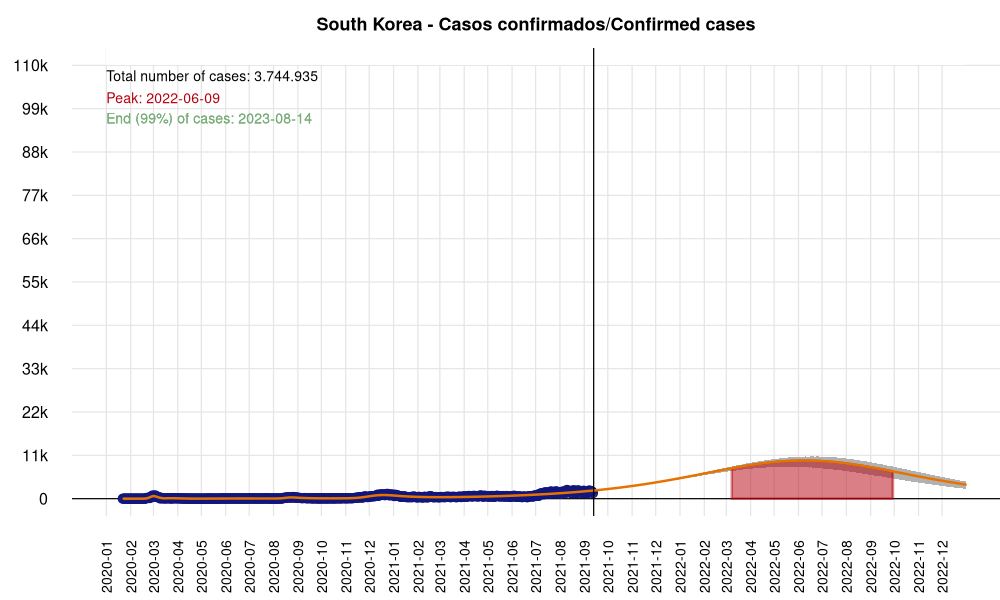 South Korea - Casos confirmados/Confirmed cases
Total number of cases: 3.744.935
Peak: 2022-06-09
End (99%) of cases: 2023-08-14
110k
99k
88k
77k
66k
55k
44k
33k
22k
11k
0
2020-01
2020-02
2020-03
2020-04
2020-05
2020-06
2020-07
2020-08
2020-09
2020-10
2020-11
2020-12
2021-01
2021-02
2021-03
2021-04
2021-05
2021-06
2021-07
2021-08
2021-09
2021-10
2021-11
2021-12
2022-01
2022-02
2022-03
2022-04
2022-05
2022-06
2022-07
2022-08
2022-09
2022-10
2022-11
2022-12